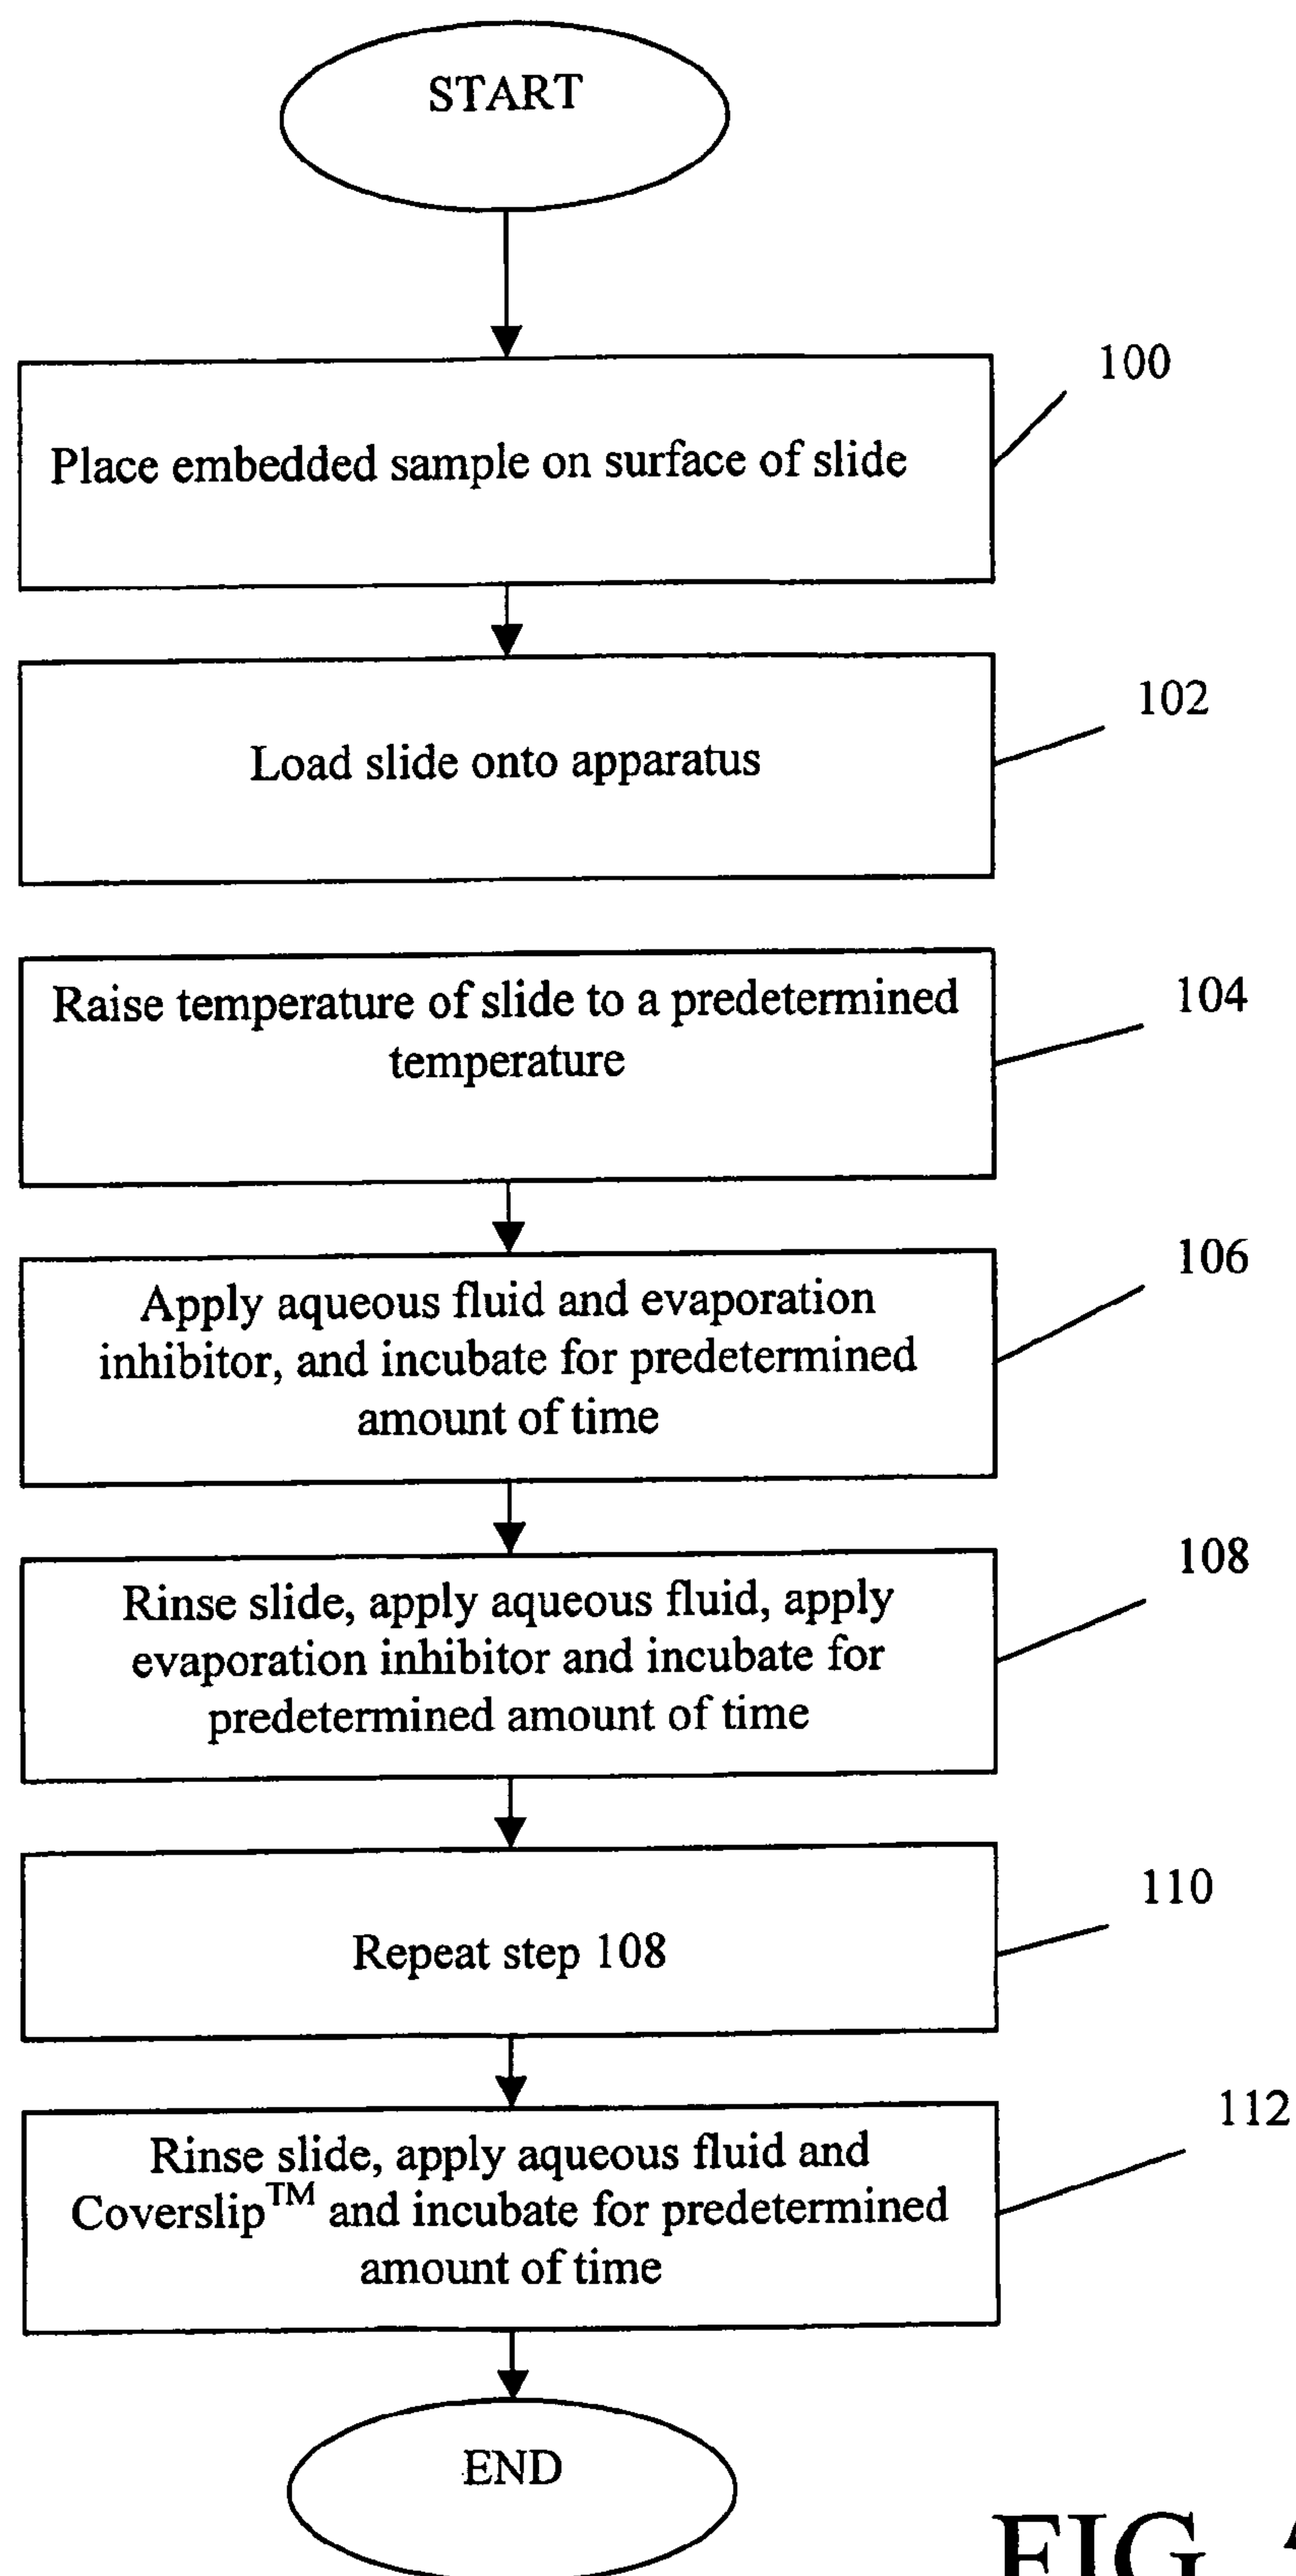 START
100
Place embedded sample on surface of slide
102
Load slide onto apparatus
104
Raise temperature of slide to a predetermined
temperature
106
Apply aqueous fluid and evaporation
inhibitor, and incubate for predetermined
amount of time
108
Rinse slide, apply aqueous fluid, apply
evaporation inhibitor and incubate for
predetermined amount of time
110
Repeat step 108
112
Rinse slide, apply aqueous fluid and
Coverslip™ and incubate for predetermined
amount of time
END
FIG.